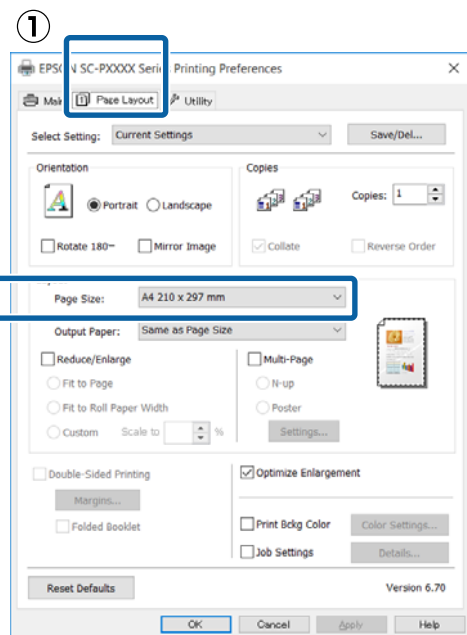 ①
EPSON SC-PXXXX Series Printing Preferences
Main Page Layout Utility
Select Setting: Current Settings Save/Del...
Orientation Copies
Portrait Landscape Copies: 1
Rotate 180° Mirror Image Collate Reverse Order
Page Size: A4 210 x 297 mm
Output Paper: Same as Page Size
Reduce/Enlarge Multi-Page
Fit to Page N-up
Fit to Roll Paper Width Poster
Custom Scale to % Settings...
Double-Sided Printing Optimize Enlargement
Margins...
Folded Booklet Print Bckg Color Color Settings...
Job Settings Details...
Reset Defaults Version 6.70
OK Cancel Apply Help